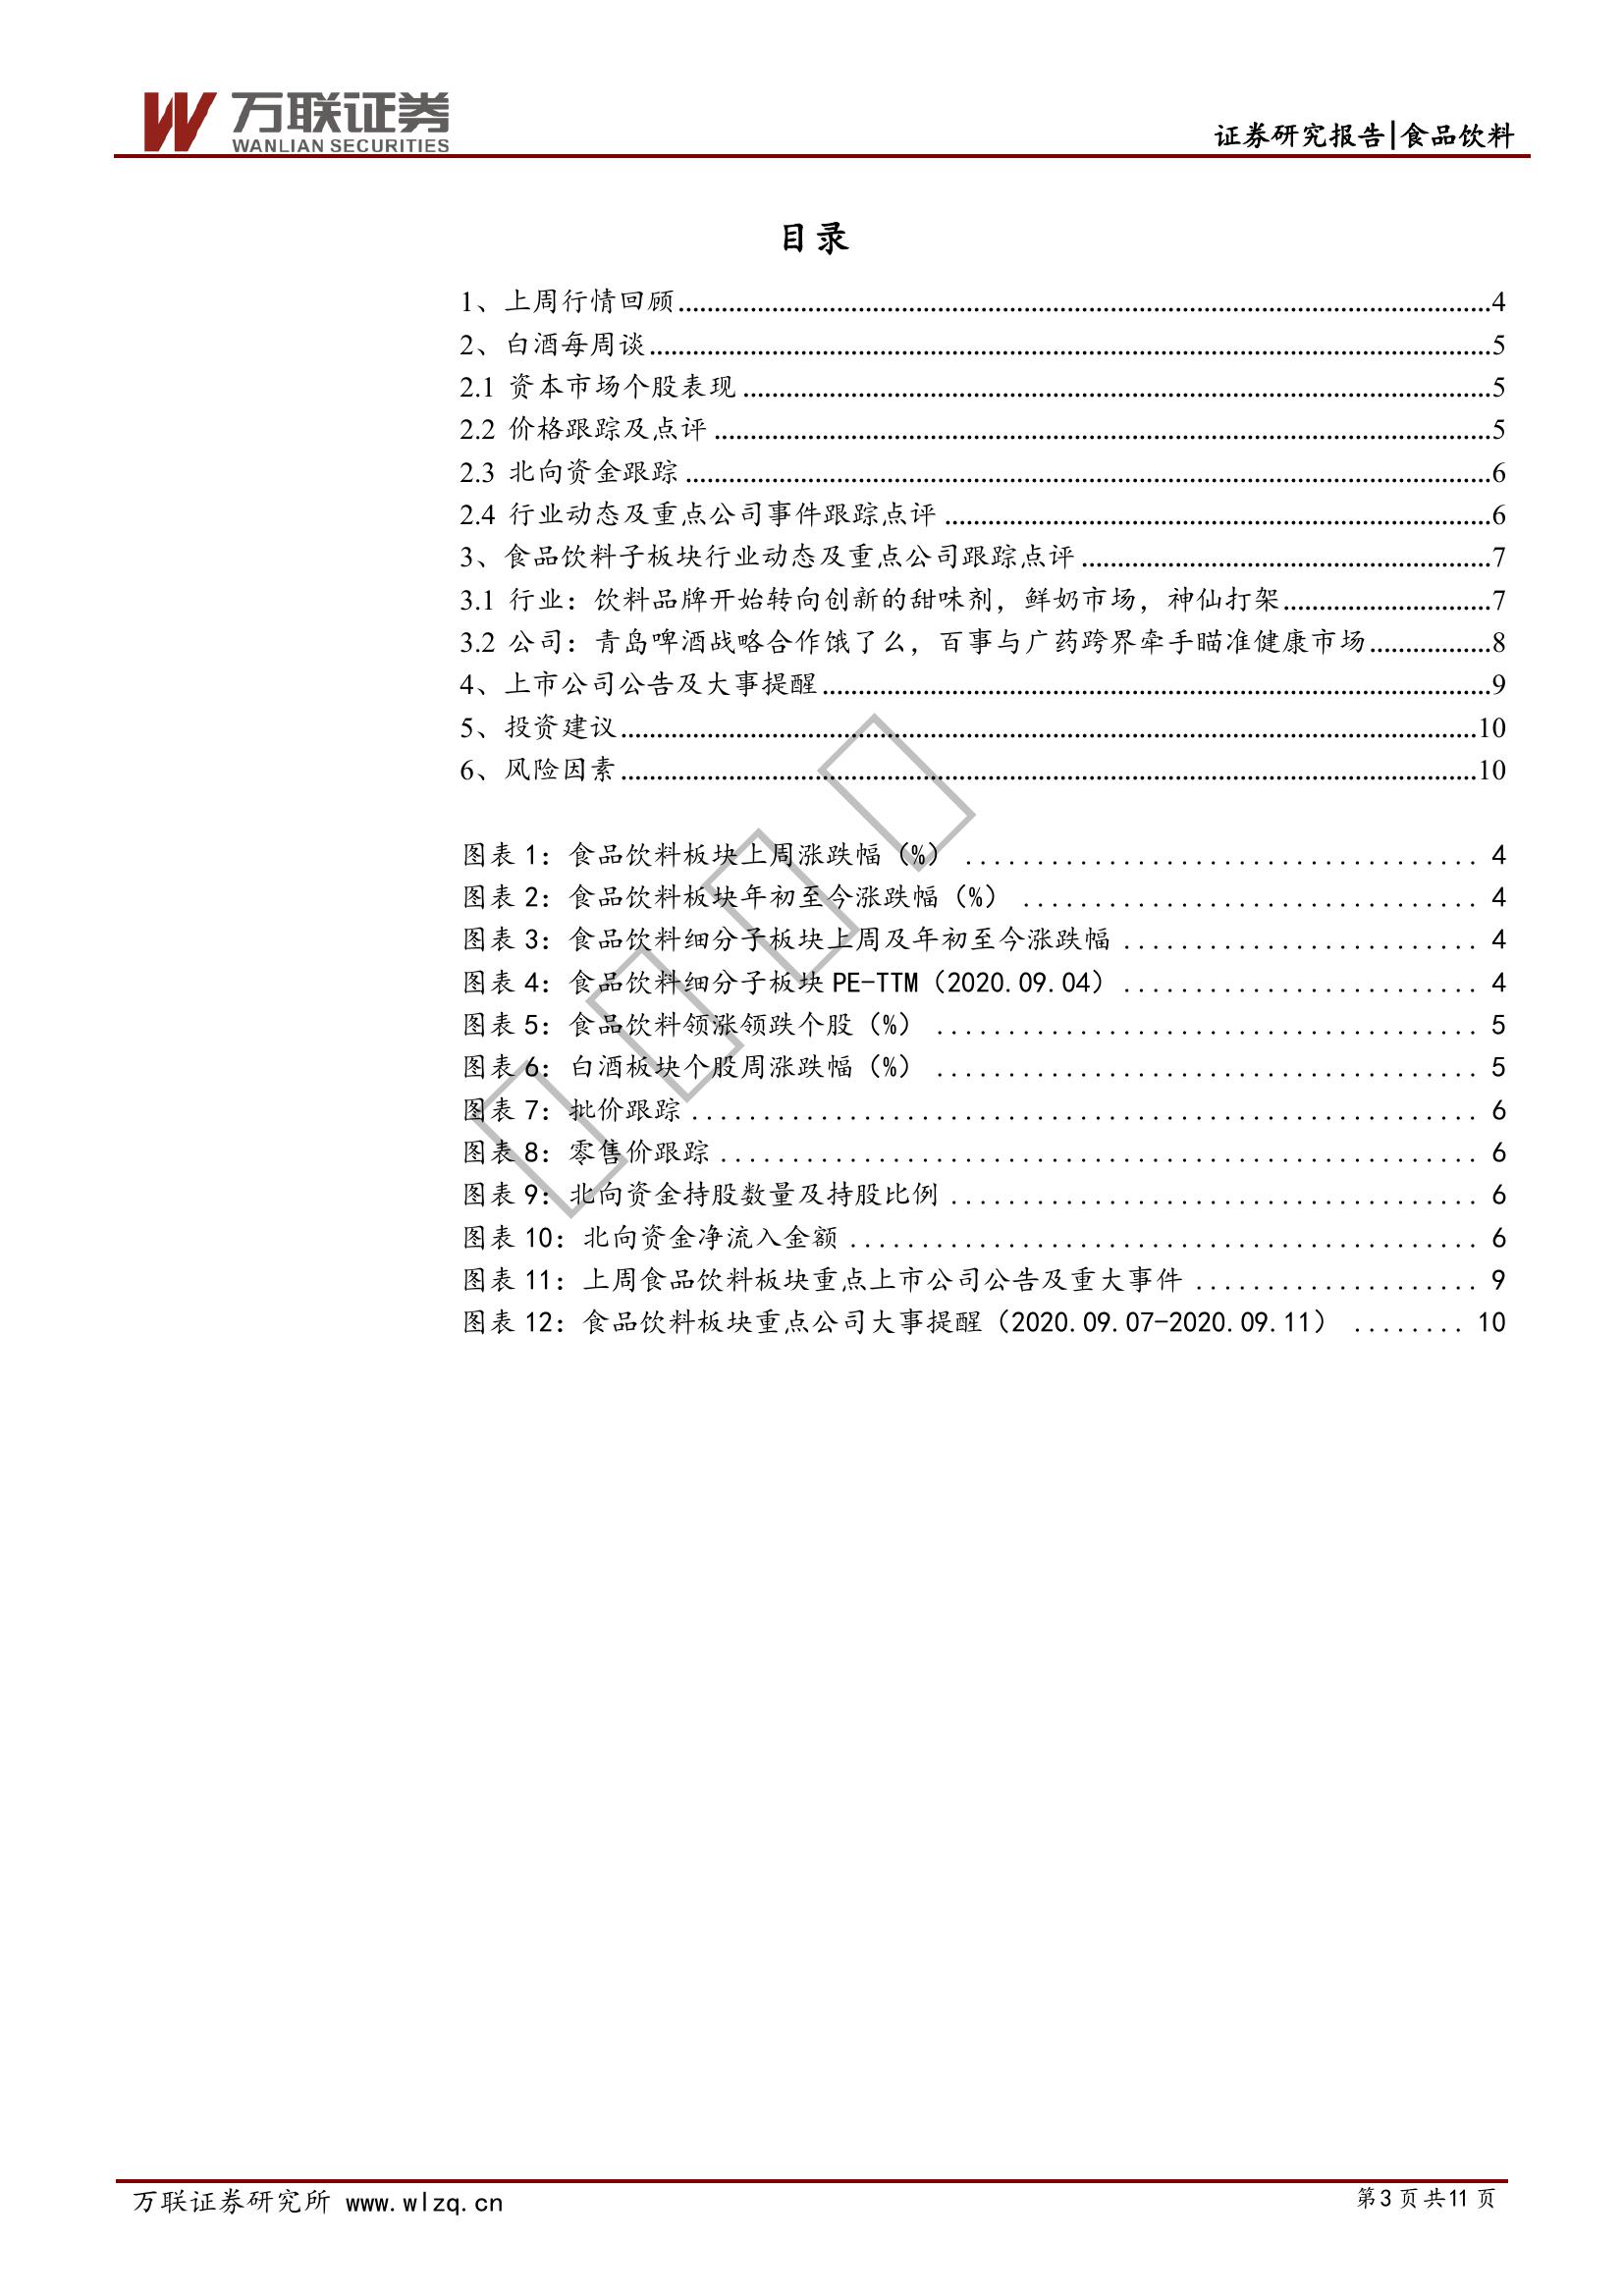 万联证券
WANLIAN SECURITIES
证券研究报告|食品饮料
目录
1、上周行情回顾........................................4
2、白酒每周谈........................................5
2.1 资本市场个股表现........................................5
2.2 价格跟踪及点评........................................5
2.3 北向资金跟踪........................................6
2.4 行业动态及重点公司事件跟踪点评........................................6
3、食品饮料子板块行业动态及重点公司跟踪点评........................................7
3.1 行业：饮料品牌开始转向创新的甜味剂，鲜奶市场，神仙打架....................7
3.2 公司：青岛啤酒战略合作饿了么，百事与广药跨界牵手瞄准健康市场............8
4、上市公司公告及大事提醒........................................9
5、投资建议........................................10
6、风险因素........................................10
图表 1：食品饮料板块上周涨跌幅（%） .................................... 4
图表 2：食品饮料板块年初至今涨跌幅（%） ................................ 4
图表 3：食品饮料细分子板块上周及年初至今涨跌幅 ......................... 4
图表 4：食品饮料细分子板块 PE-TTM（2020.09.04） ......................... 4
图表 5：食品饮料领涨领跌个股（%） ...................................... 5
图表 6：白酒板块个股周涨跌幅（%） ...................................... 5
图表 7：批价跟踪 ....................................................... 6
图表 8：零售价跟踪 ..................................................... 6
图表 9：北向资金持股数量及持股比例 ..................................... 6
图表 10：北向资金净流入金额 ............................................ 6
图表 11：上周食品饮料板块重点上市公司公告及重大事件 .................... 9
图表 12：食品饮料板块重点公司大事提醒（2020.09.07-2020.09.11） ........ 10
万联证券研究所 www.wlzq.cn
第 3 页 共 11 页